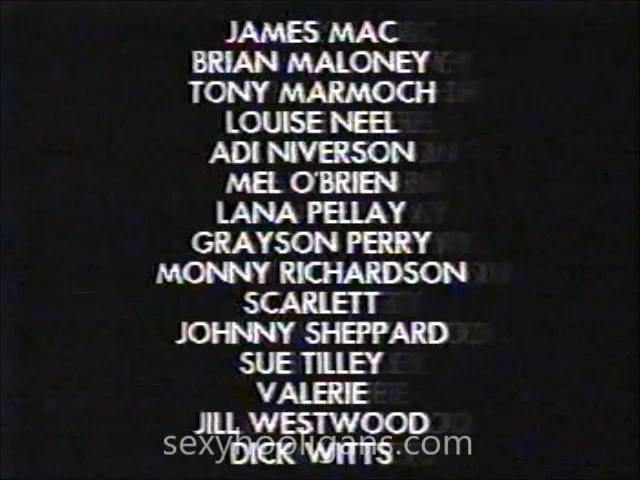 JAMES MAC
BRIAN MALONEY
TONY MARMOCH
LOUISE NEEL
ADI NIVERSON
MEL O'BRIEN
LANA PELLAY
GRAYSON PERRY
MONNY RICHARDSON
SCARLETT
JOHNNY SHEPPARD
SUE TILLEY
VALERIE
JILL WESTWOOD
sexyhooligans.com
DICK WITTS